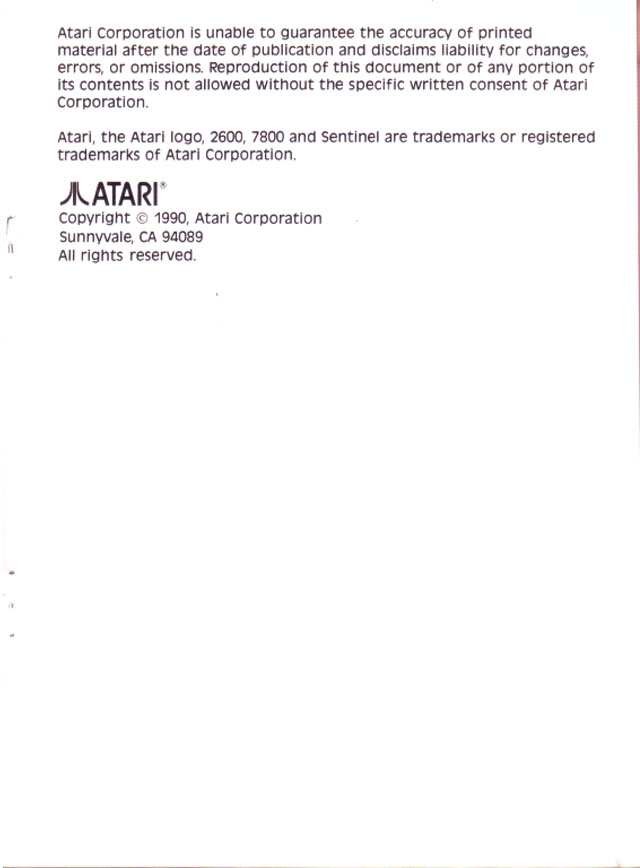 Atari Corporation is unable to guarantee the accuracy of printed
material after the date of publication and disclaims liability for changes,
errors, or omissions. Reproduction of this document or of any portion of
its contents is not allowed without the specific written consent of Atari
Corporation.
Atari, the Atari logo, 2600, 7800 and Sentinel are trademarks or registered
trademarks of Atari Corporation.
ATARI®
Copyright © 1990, Atari Corporation
Sunnyvale, CA 94089
All rights reserved.